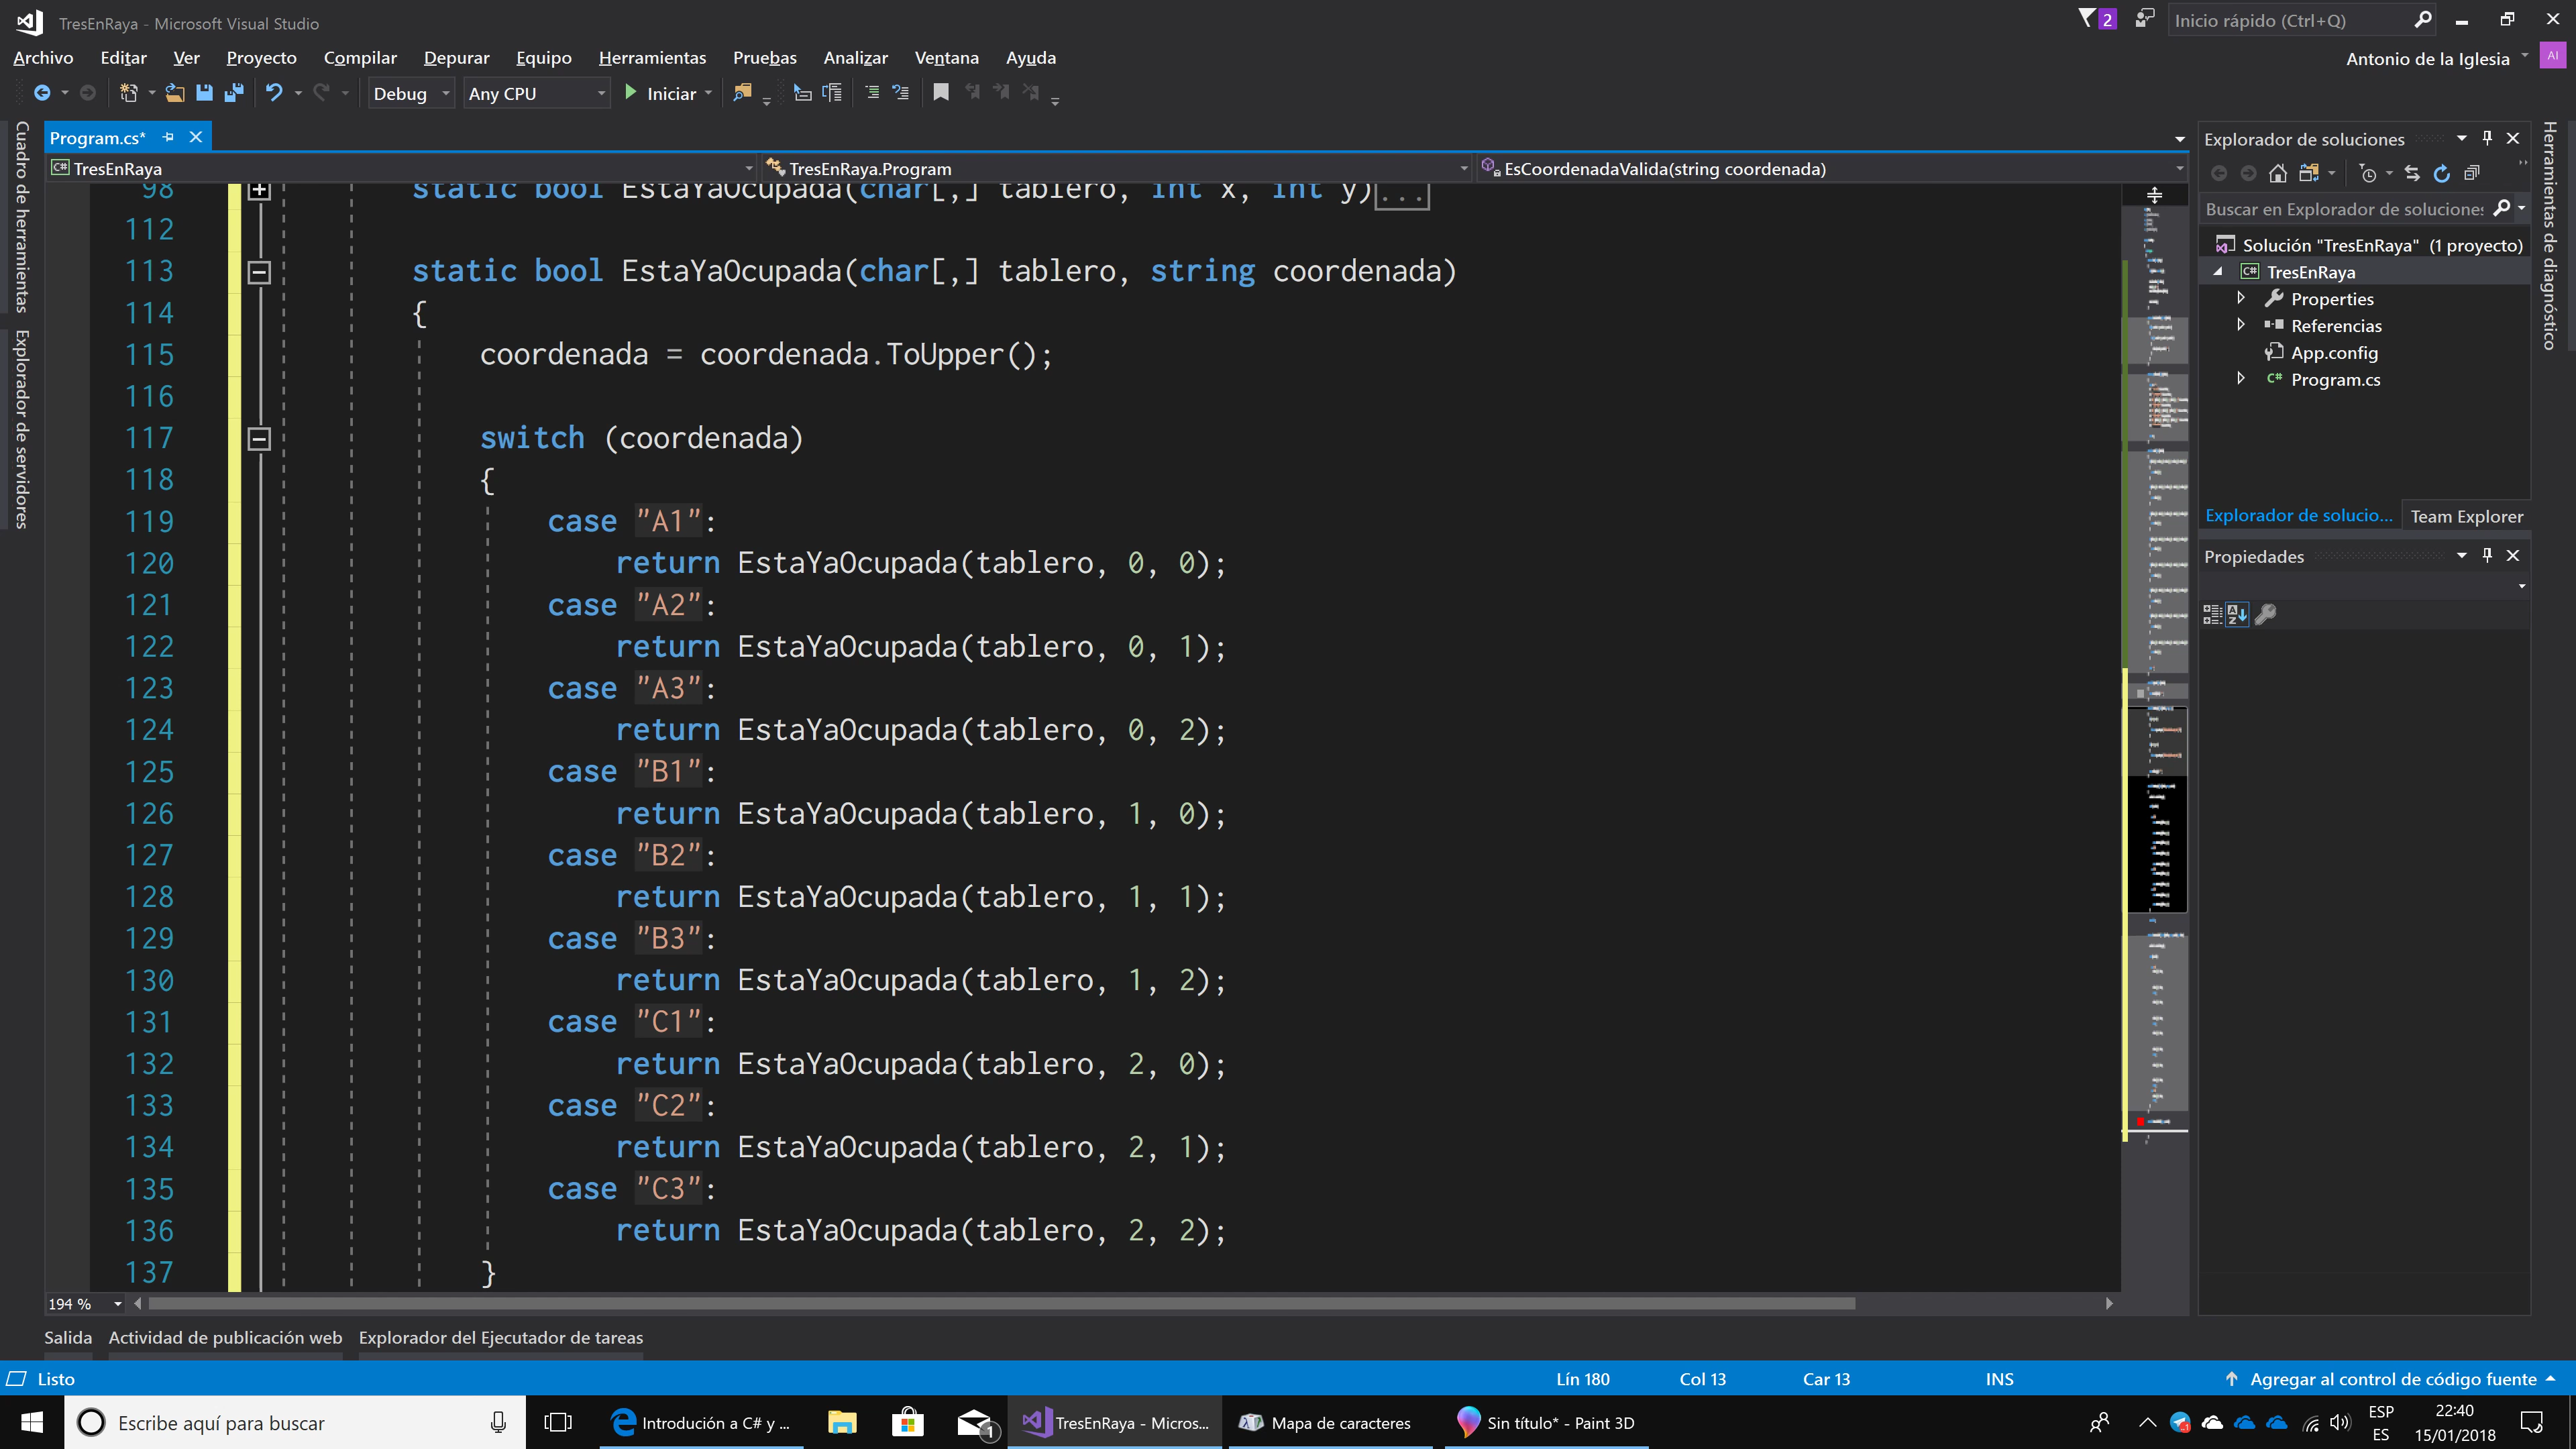 TresEnRaya - Microsoft Visual Studio
2
Inicio rápido (Ctrl+Q)
Archivo Editar Ver Proyecto Compilar Depurar Equipo Herramientas Pruebas Analizar Ventana Ayuda
Antonio de la Iglesia
AI
Debug Any CPU Iniciar
Program.cs*
TresEnRaya
TresEnRaya.Program
EsCoordenadaValida(string coordenada)
Cuadro de herramientas
Explorador de servidores
98 static bool EstaYaOcupada(char[,] tablero, int x, int y)...
112
113 static bool EstaYaOcupada(char[,] tablero, string coordenada)
114 {
115 coordenada = coordenada.ToUpper();
116
117 switch (coordenada)
118 {
119 case "A1":
120 return EstaYaOcupada(tablero, 0, 0);
121 case "A2":
122 return EstaYaOcupada(tablero, 0, 1);
123 case "A3":
124 return EstaYaOcupada(tablero, 0, 2);
125 case "B1":
126 return EstaYaOcupada(tablero, 1, 0);
127 case "B2":
128 return EstaYaOcupada(tablero, 1, 1);
129 case "B3":
130 return EstaYaOcupada(tablero, 1, 2);
131 case "C1":
132 return EstaYaOcupada(tablero, 2, 0);
133 case "C2":
134 return EstaYaOcupada(tablero, 2, 1);
135 case "C3":
136 return EstaYaOcupada(tablero, 2, 2);
137 }
194 %
Explorador de soluciones
Buscar en Explorador de soluciones
Solución "TresEnRaya" (1 proyecto)
C# TresEnRaya
Properties
Referencias
App.config
C# Program.cs
Explorador de solucio... Team Explorer
Propiedades
Herramientas de diagnóstico
Salida Actividad de publicación web Explorador del Ejecutador de tareas
Listo Lín 180 Col 13 Car 13 INS Agregar al control de código fuente
Escribe aquí para buscar
Introdución a C# y ...
1
TresEnRaya - Micros...
Mapa de caracteres
Sin título* - Paint 3D
ESP
ES
22:40
15/01/2018